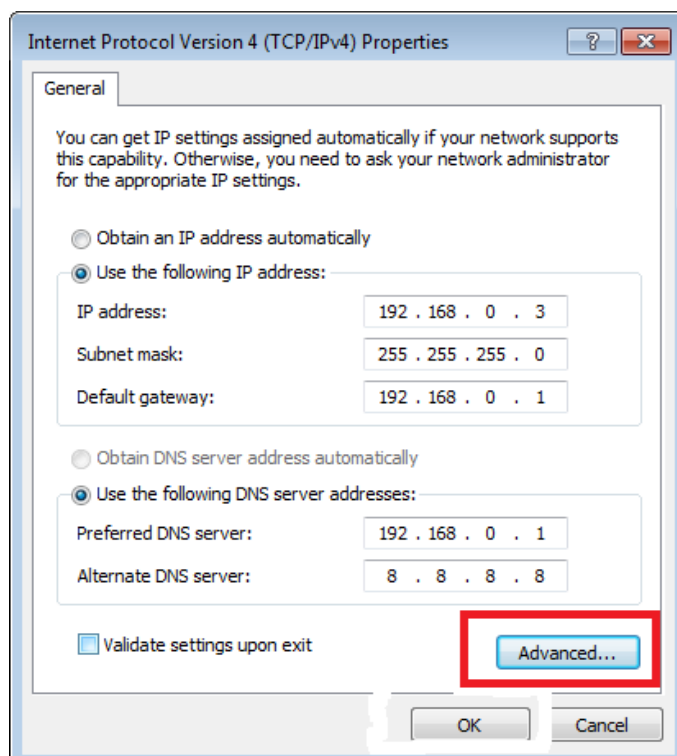 Internet Protocol Version 4 (TCP/IPv4) Properties
General
You can get IP settings assigned automatically if your network supports
this capability. Otherwise, you need to ask your network administrator
for the appropriate IP settings.
Obtain an IP address automatically
Use the following IP address:
IP address: 192 . 168 . 0 . 3
Subnet mask: 255 . 255 . 255 . 0
Default gateway: 192 . 168 . 0 . 1
Obtain DNS server address automatically
Use the following DNS server addresses:
Preferred DNS server: 192 . 168 . 0 . 1
Alternate DNS server: 8 . 8 . 8 . 8
Validate settings upon exit
Advanced...
OK Cancel